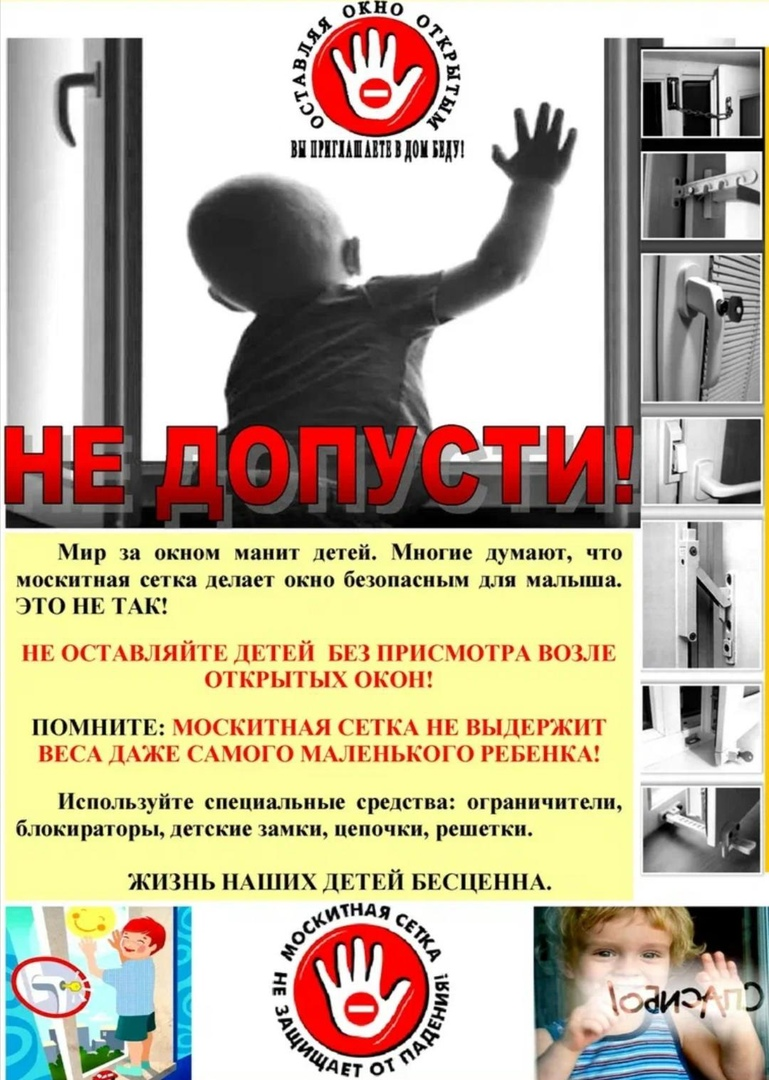 ОСТАВЛЯЯ ОКНО ОТКРЫТЫМ
ВЫ ПРИГЛАШАЕТЕ В ДОМ БЕДУ!
НЕ ДОПУСТИ!
Мир за окном манит детей. Многие думают, что
москитная сетка делает окно безопасным для малыша.
ЭТО НЕ ТАК!
НЕ ОСТАВЛЯЙТЕ ДЕТЕЙ БЕЗ ПРИСМОТРА ВОЗЛЕ
ОТКРЫТЫХ ОКОН!
ПОМНИТЕ: МОСКИТНАЯ СЕТКА НЕ ВЫДЕРЖИТ
ВЕСА ДАЖЕ САМОГО МАЛЕНЬКОГО РЕБЕНКА!
Используйте специальные средства: ограничители,
блокираторы, детские замки, цепочки, решетки.
ЖИЗНЬ НАШИХ ДЕТЕЙ БЕСЦЕННА.
МОСКИТНАЯ СЕТКА
НЕ ЗАЩИЩАЕТ ОТ ПАДЕНИЯ!
СПАСИБО!